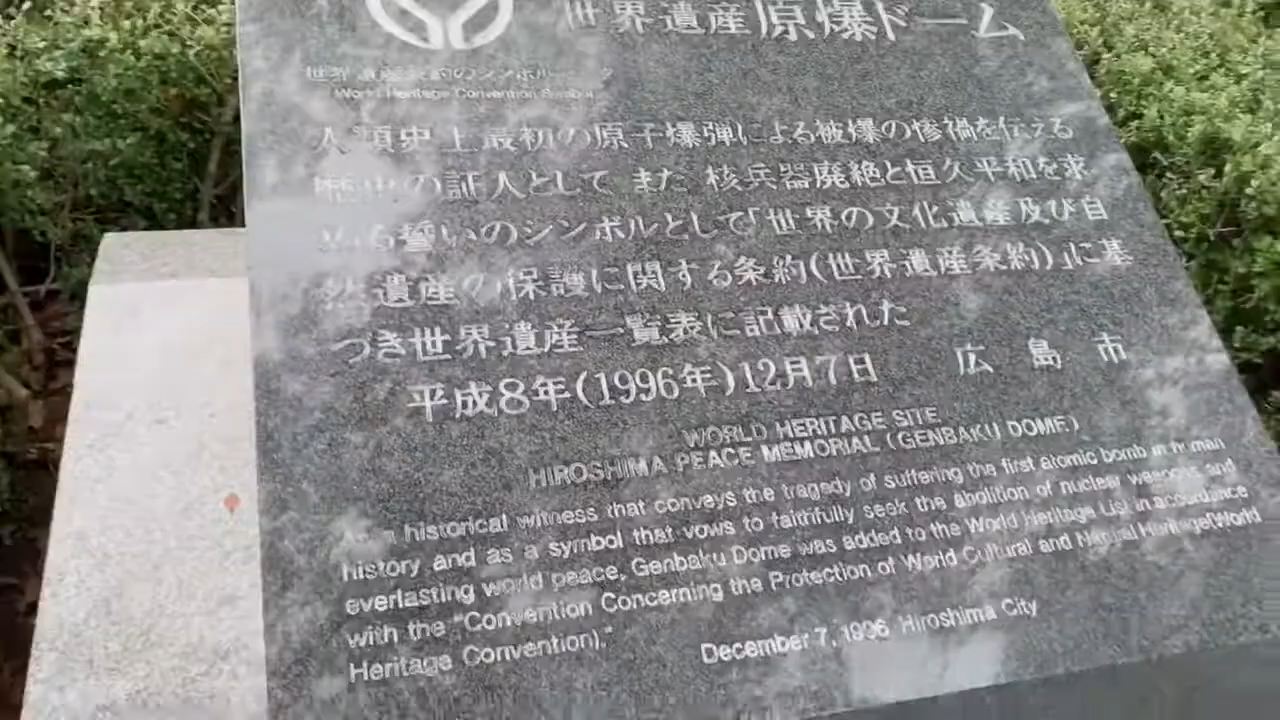 世界遺産 原爆ドーム
世界遺産条約のシンボルマーク
World Heritage Convention Symbol
人類史上最初の原子爆弾による被爆の惨禍を伝える
歴史の証人として また 核兵器廃絶と恒久平和を求
める誓いのシンボルとして「世界の文化遺産及び自
然遺産の保護に関する条約(世界遺産条約)」に基
づき世界遺産一覧表に記載された
平成8年(1996年)12月7日 広島市
WORLD HERITAGE SITE
HIROSHIMA PEACE MEMORIAL (GENBAKU DOME)
As a historical witness that conveys the tragedy of suffering the first atomic bomb in human
history and as a symbol that vows to faithfully seek the abolition of nuclear weapons and
everlasting world peace, Genbaku Dome was added to the World Heritage List in accordance
with the "Convention Concerning the Protection of World Cultural and Natural Heritage(World
Heritage Convention)."
December 7, 1996 Hiroshima City